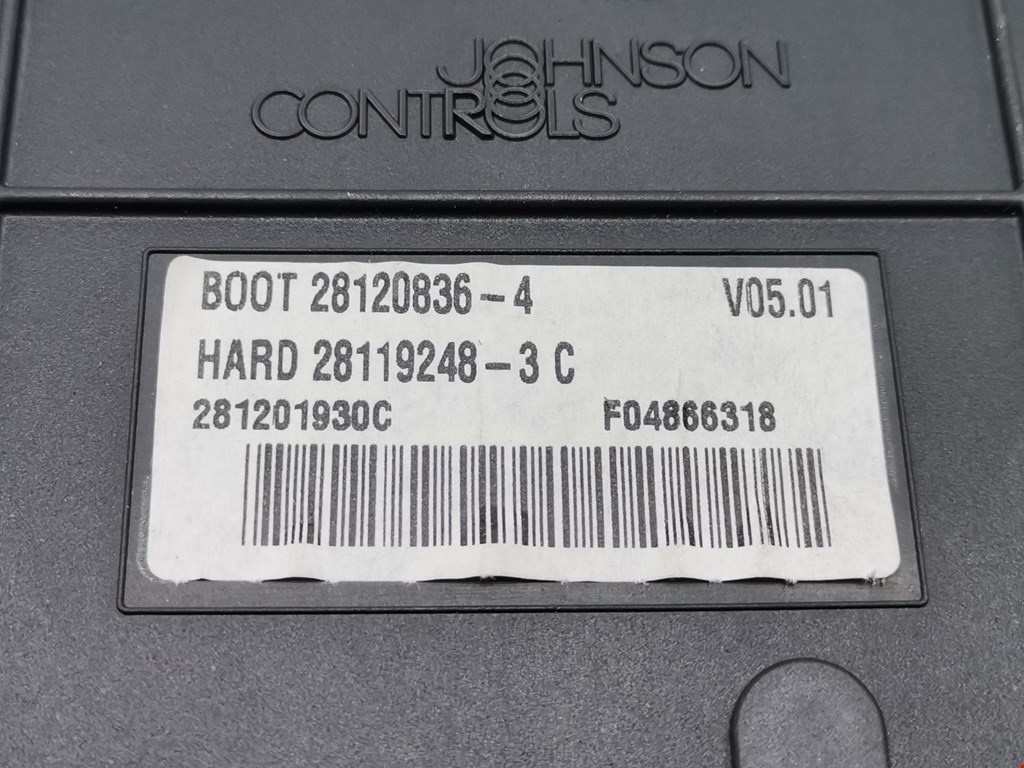 JOHNSON
CONTROLS
BOOT 28120836-4 V05.01
HARD 28119248-3 C
281201930C F04866318